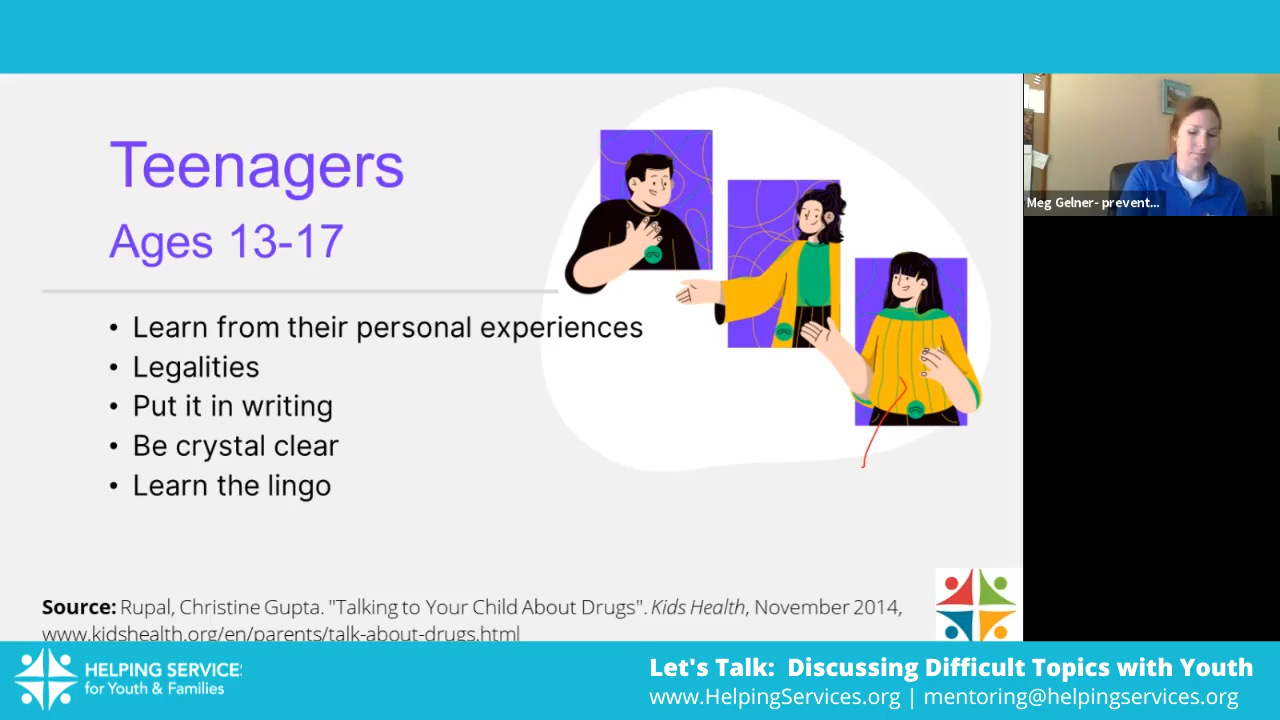 Teenagers
Ages 13-17
• Learn from their personal experiences
• Legalities
• Put it in writing
• Be crystal clear
• Learn the lingo
Source: Rupal, Christine Gupta. "Talking to Your Child About Drugs". Kids Health, November 2014,
www.kidshealth.org/en/parents/talk-about-drugs.html
Meg Gelner- prevent...
HELPING SERVICES
for Youth & Families
Let's Talk: Discussing Difficult Topics with Youth
www.HelpingServices.org | mentoring@helpingservices.org